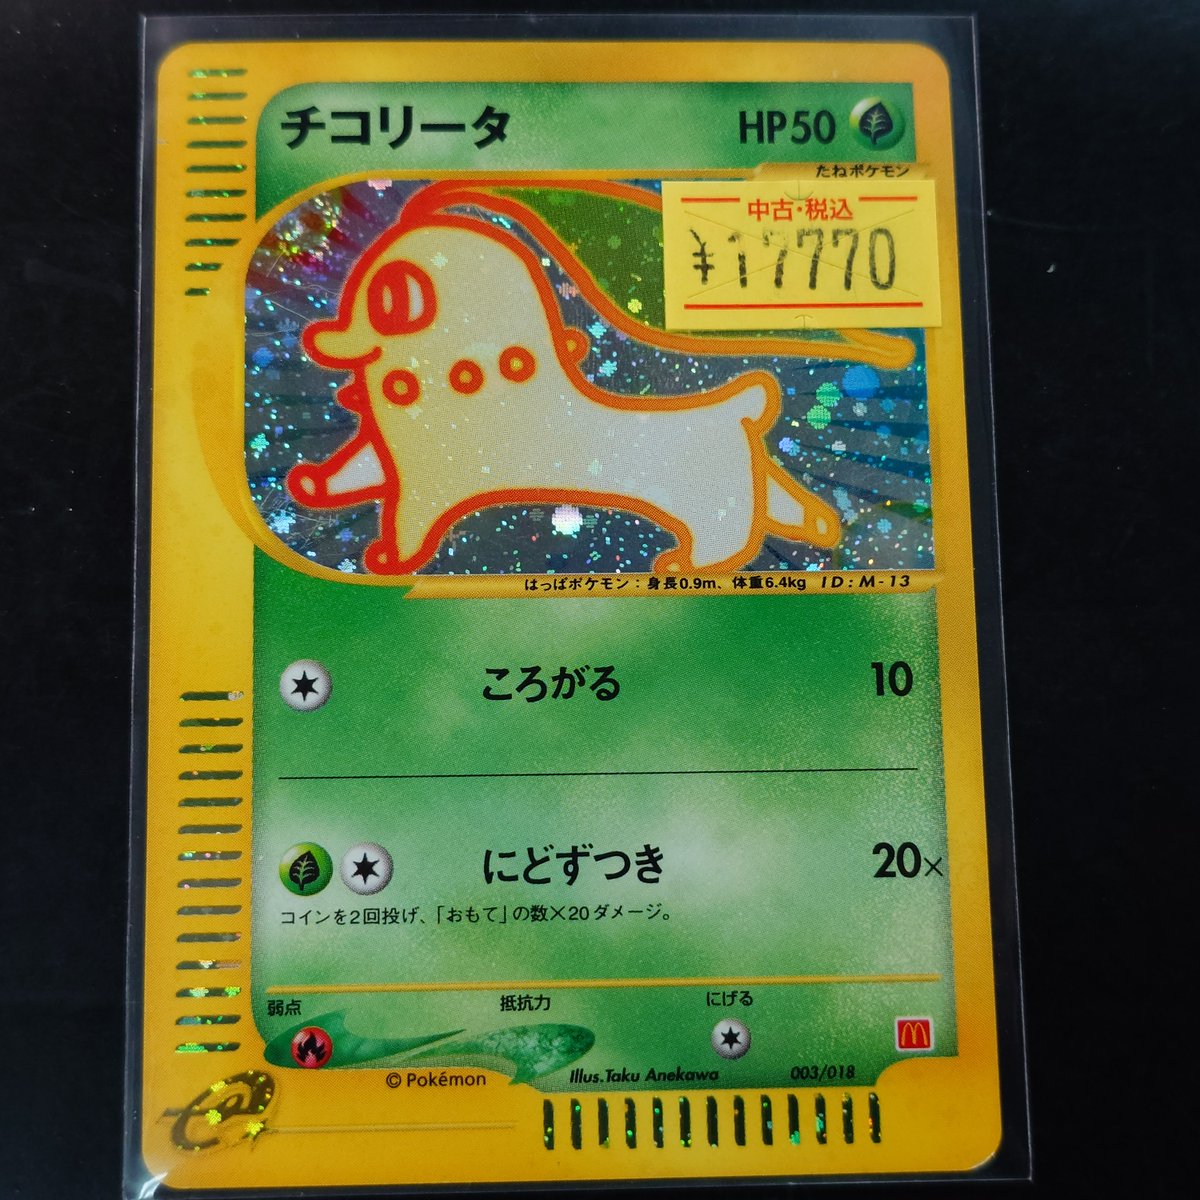 チコリータ HP50
たねポケモン
中古・税込
¥17770
はっぱポケモン：身長0.9m、体重6.4kg ID:M-13
ころがる 10
にどずつき 20×
コインを2回投げ、「おもて」の数×20ダメージ。
弱点 抵抗力 にげる
©Pokémon Illus.Taku Anekawa 003/018